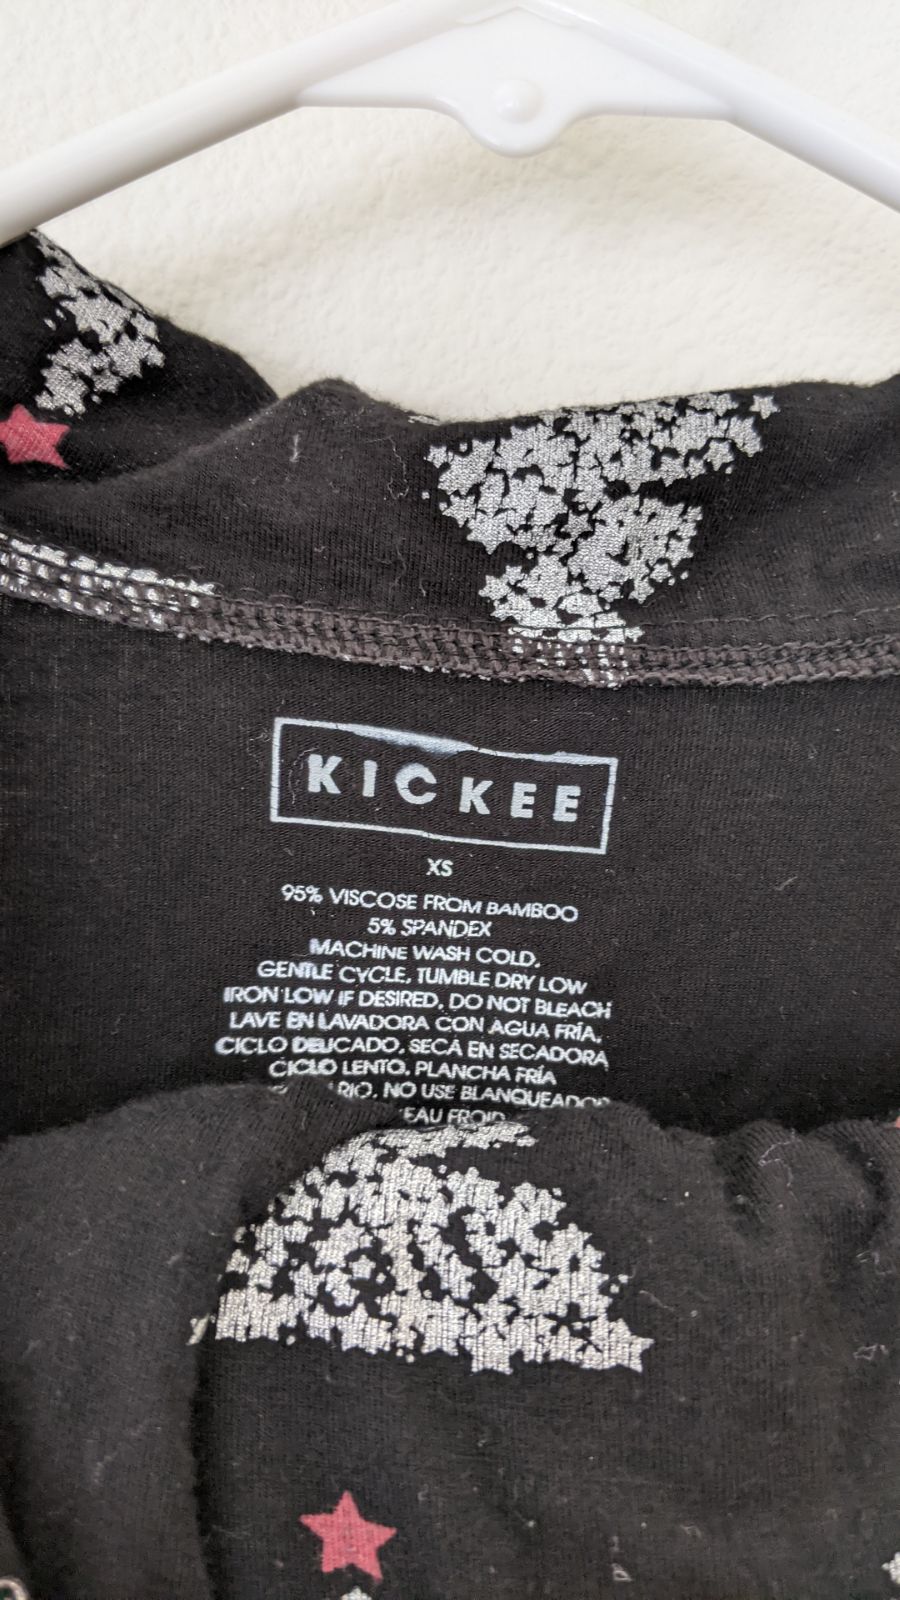 KICKEE
XS
95% VISCOSE FROM BAMBOO
5% SPANDEX
MACHINE WASH COLD,
GENTLE CYCLE, TUMBLE DRY LOW
IRON LOW IF DESIRED, DO NOT BLEACH
LAVE EN LAVADORA CON AGUA FRÍA,
CICLO DELICADO, SECA EN SECADORA
CICLO LENTO, PLANCHA FRÍA
NO USE BLANQUEADOR
EAU FROID